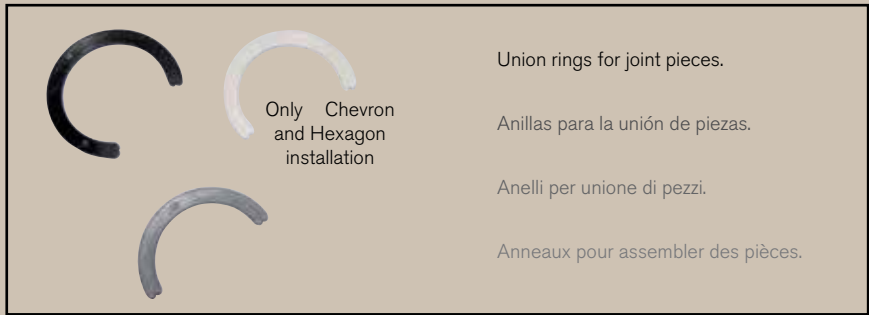 Only Chevron
and Hexagon
installation
Union rings for joint pieces.
Anillas para la unión de piezas.
Anelli per unione di pezzi.
Anneaux pour assembler des pièces.